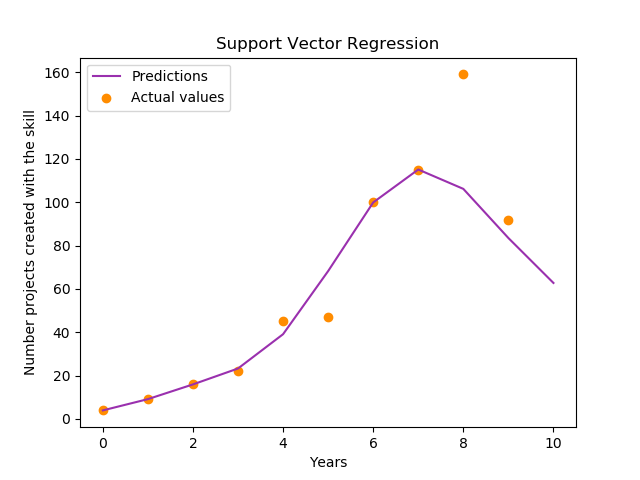 Support Vector Regression
Predictions
Actual values
160
140
120
100
80
60
40
20
0
Number projects created with the skill
0 2 4 6 8 10
Years